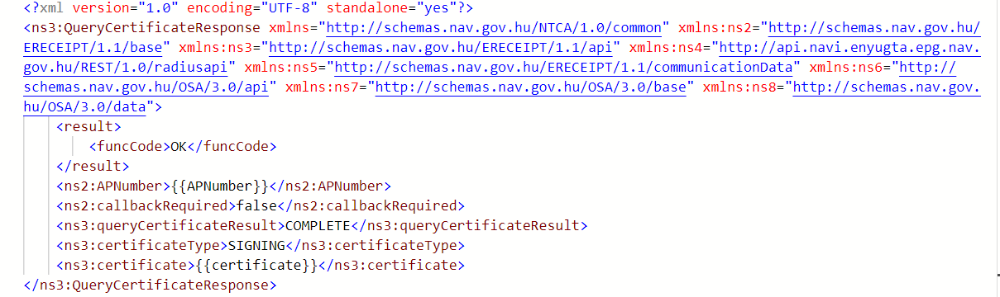 <?xml version="1.0" encoding="UTF-8" standalone="yes"?>
<ns3:QueryCertificateResponse xmlns="http://schemas.nav.gov.hu/NTCA/1.0/common" xmlns:ns2="http://schemas.nav.gov.hu/
ERECEIPT/1.1/base" xmlns:ns3="http://schemas.nav.gov.hu/ERECEIPT/1.1/api" xmlns:ns4="http://api.navi.enyugta.epg.nav.
gov.hu/REST/1.0/radiusapi" xmlns:ns5="http://schemas.nav.gov.hu/ERECEIPT/1.1/communicationData" xmlns:ns6="http://
schemas.nav.gov.hu/OSA/3.0/api" xmlns:ns7="http://schemas.nav.gov.hu/OSA/3.0/base" xmlns:ns8="http://schemas.nav.gov.
hu/OSA/3.0/data">
<result>
<funcCode>OK</funcCode>
</result>
<ns2:APNumber>{{APNumber}}</ns2:APNumber>
<ns2:callbackRequired>false</ns2:callbackRequired>
<ns3:queryCertificateResult>COMPLETE</ns3:queryCertificateResult>
<ns3:certificateType>SIGNING</ns3:certificateType>
<ns3:certificate>{{certificate}}</ns3:certificate>
</ns3:QueryCertificateResponse>